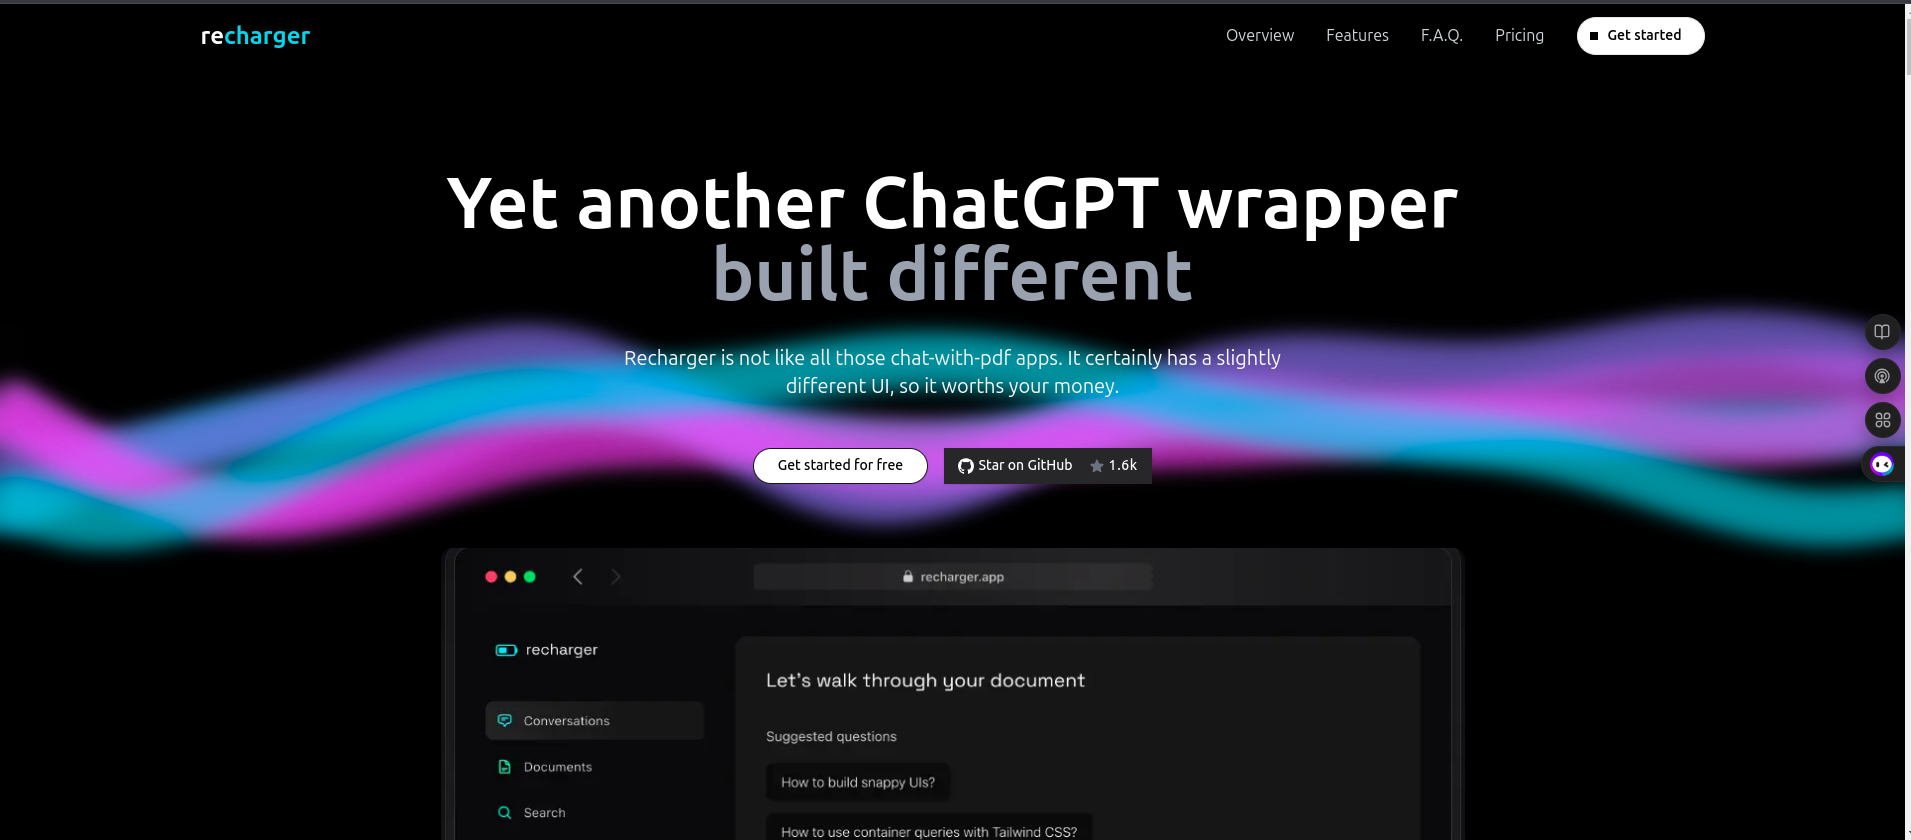 recharger
Overview Features F.A.Q. Pricing Get started
Yet another ChatGPT wrapper
built different
Recharger is not like all those chat-with-pdf apps. It certainly has a slightly
different UI, so it worths your money.
Get started for free Star on GitHub 1.6k
recharger.app
recharger
Let's walk through your document
Conversations
Suggested questions
Documents
How to build snappy UIs?
Search
How to use container queries with Tailwind CSS?